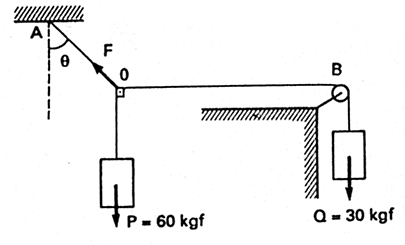 A
F
θ
0
B
P = 60 kgf
Q = 30 kgf